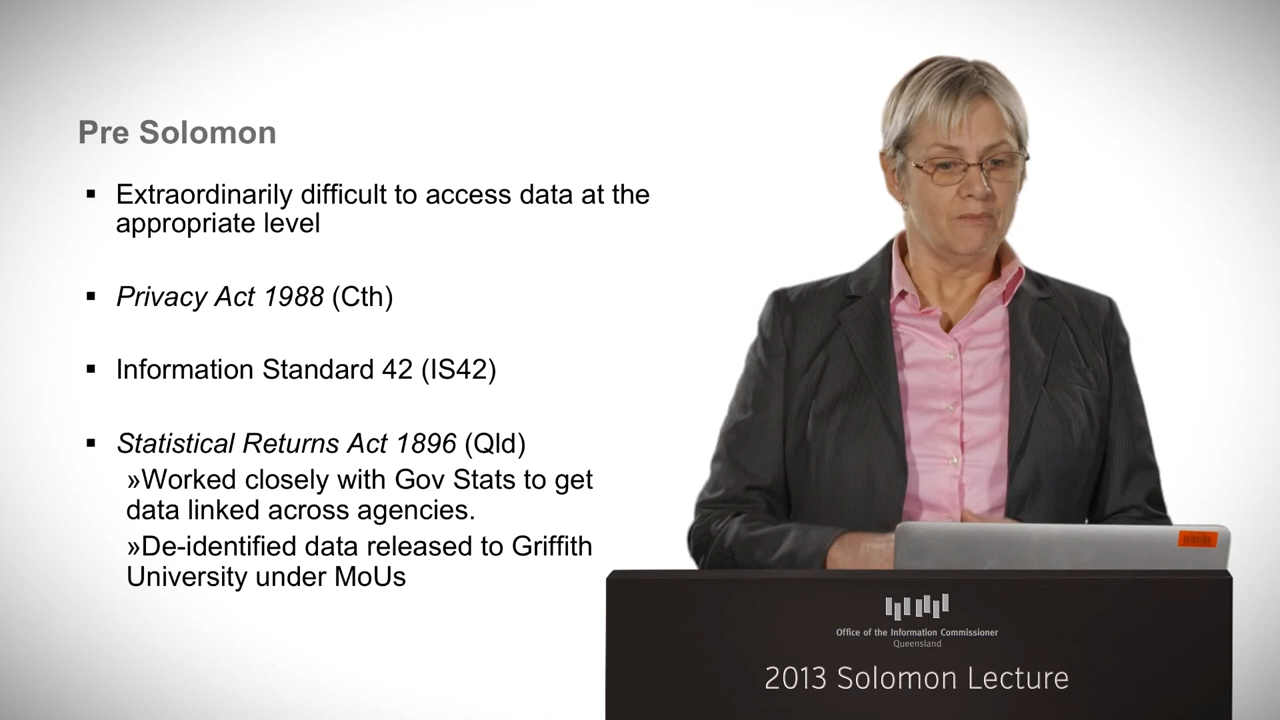 Pre Solomon
▪ Extraordinarily difficult to access data at the
appropriate level
▪ Privacy Act 1988 (Cth)
▪ Information Standard 42 (IS42)
▪ Statistical Returns Act 1896 (Qld)
»Worked closely with Gov Stats to get
data linked across agencies.
»De-identified data released to Griffith
University under MoUs
Office of the Information Commissioner
Queensland
2013 Solomon Lecture